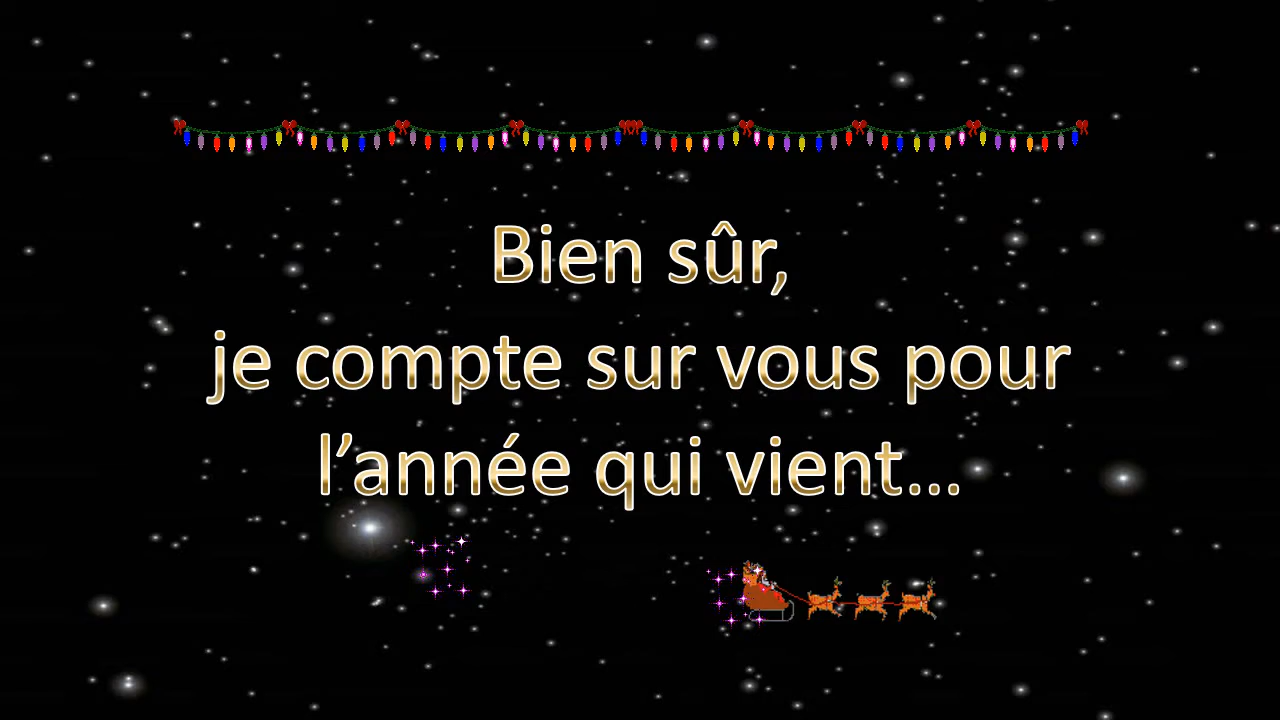 Bien sûr,
je compte sur vous pour
l’année qui vient…